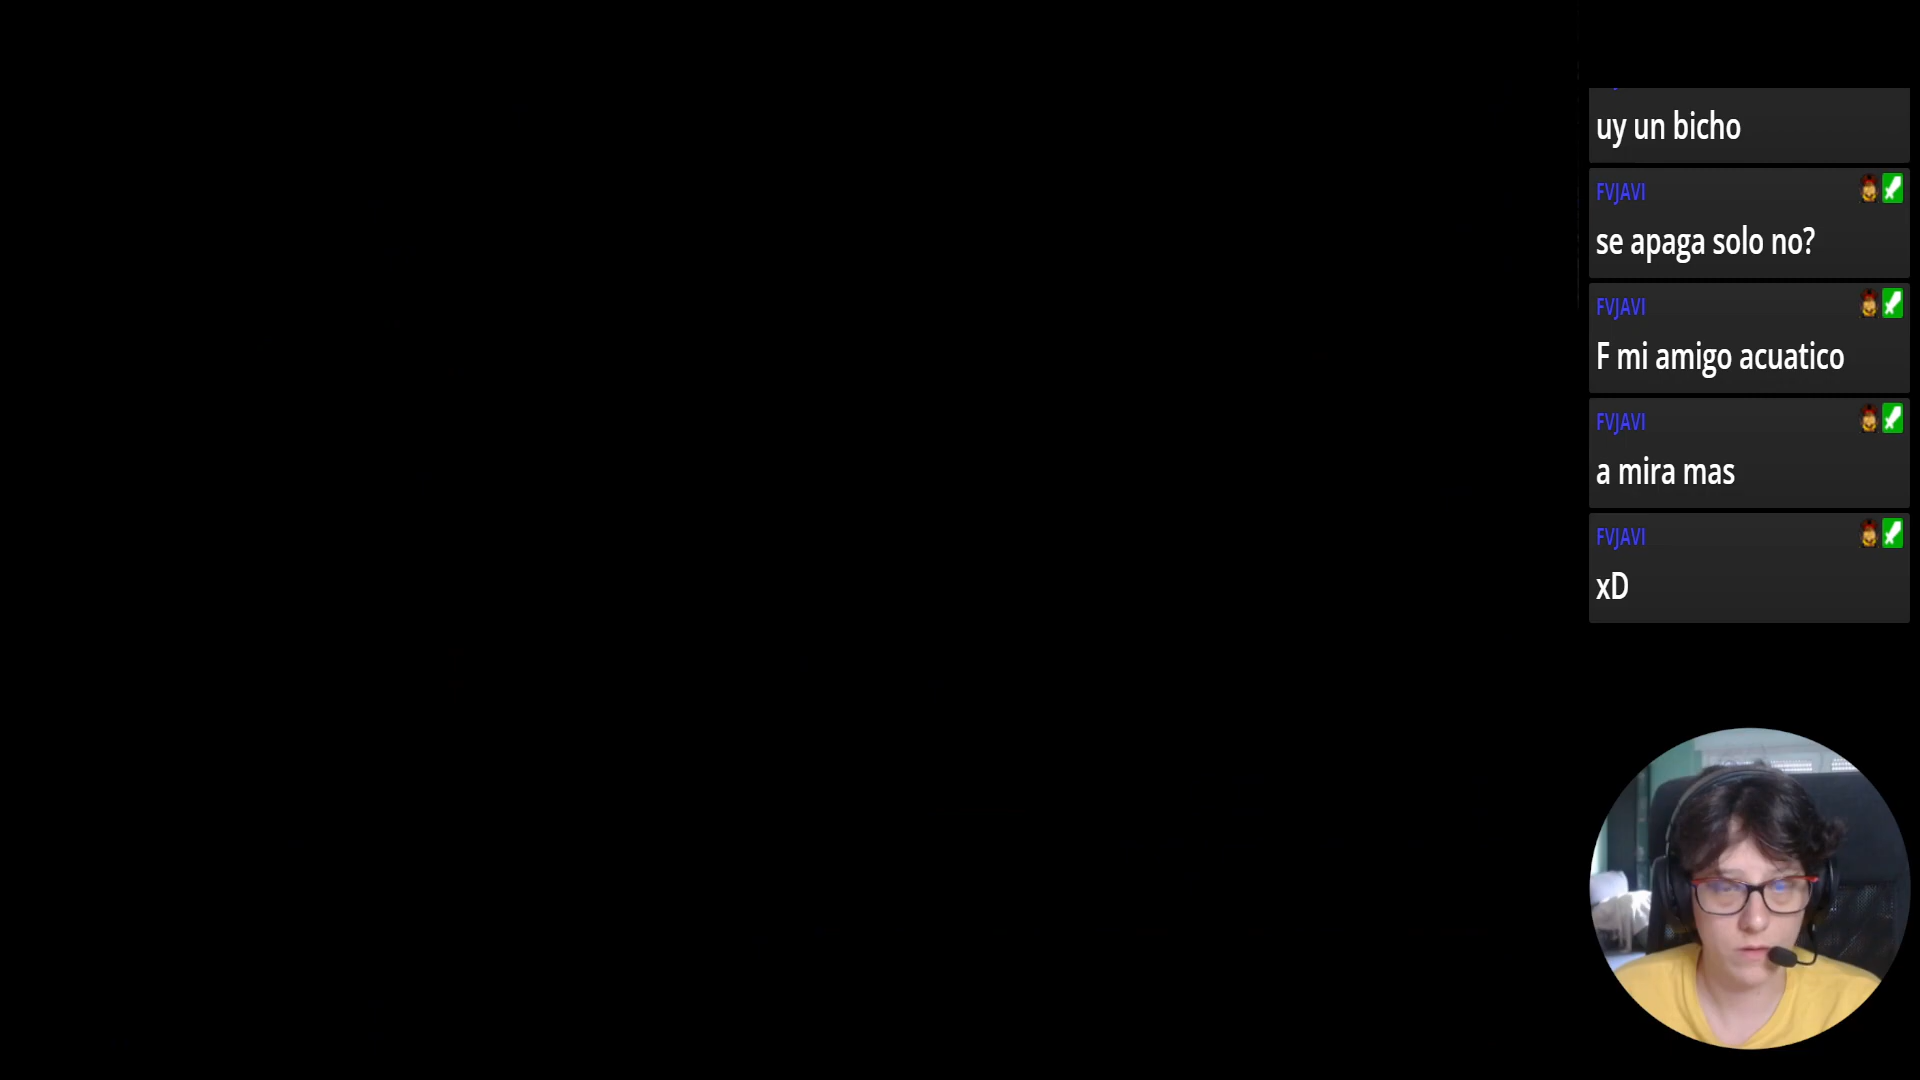 uy un bicho
FVJAVI
se apaga solo no?
FVJAVI
F mi amigo acuatico
FVJAVI
a mira mas
FVJAVI
xD